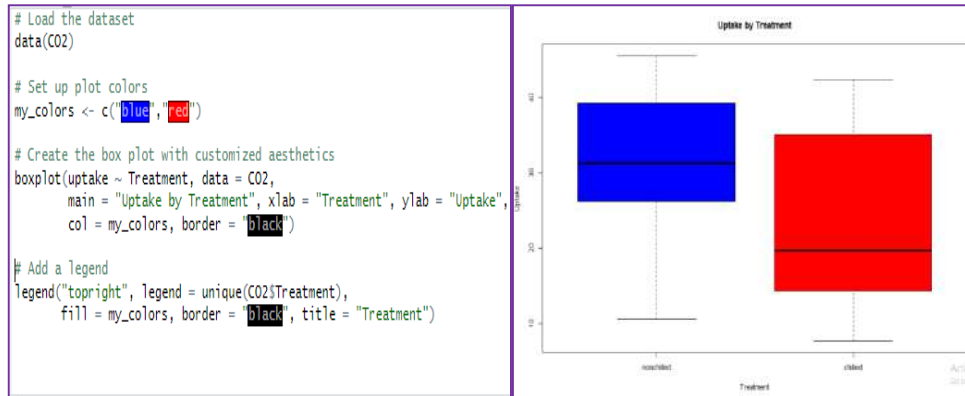 # Load the dataset
data(CO2)
# Set up plot colors
my_colors <- c("blue","red")
# Create the box plot with customized aesthetics
boxplot(uptake ~ Treatment, data = CO2,
main = "Uptake by Treatment", xlab = "Treatment", ylab = "Uptake",
col = my_colors, border = "black")
# Add a legend
legend("topright", legend = unique(CO2$Treatment),
fill = my_colors, border = "black", title = "Treatment")
Uptake by Treatment
Uptake
40
30
20
10
nonchilled
chilled
Treatment